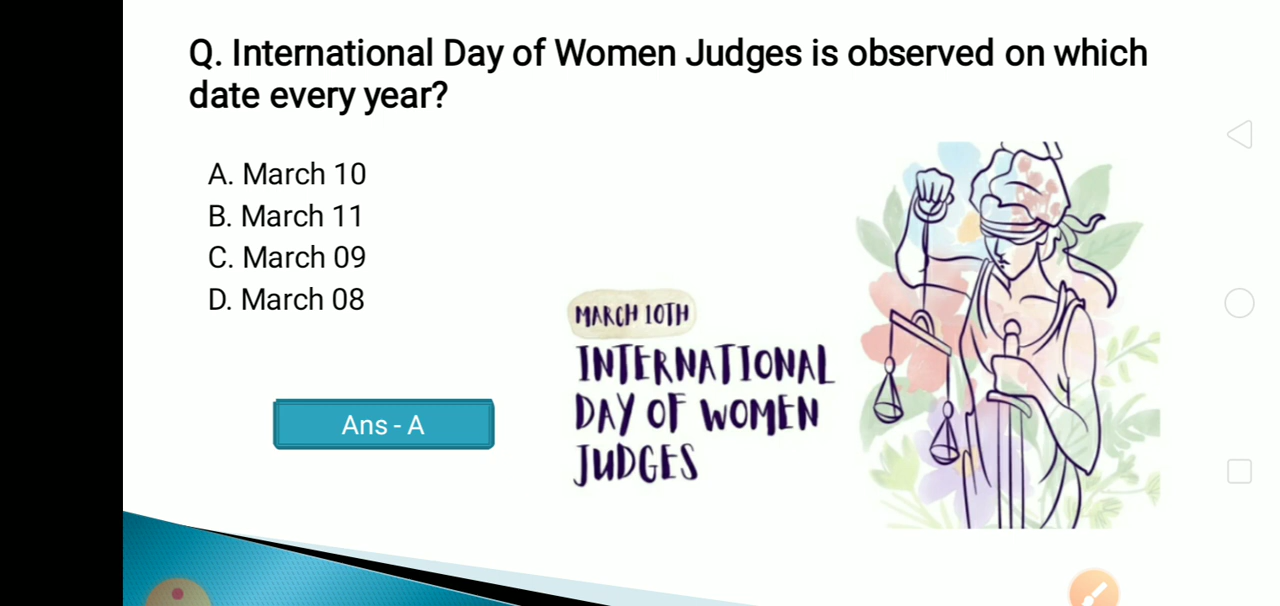 Q. International Day of Women Judges is observed on which
date every year?
A. March 10
B. March 11
C. March 09
D. March 08
Ans - A
MARCH 10TH
INTERNATIONAL
DAY OF WOMEN
JUDGES